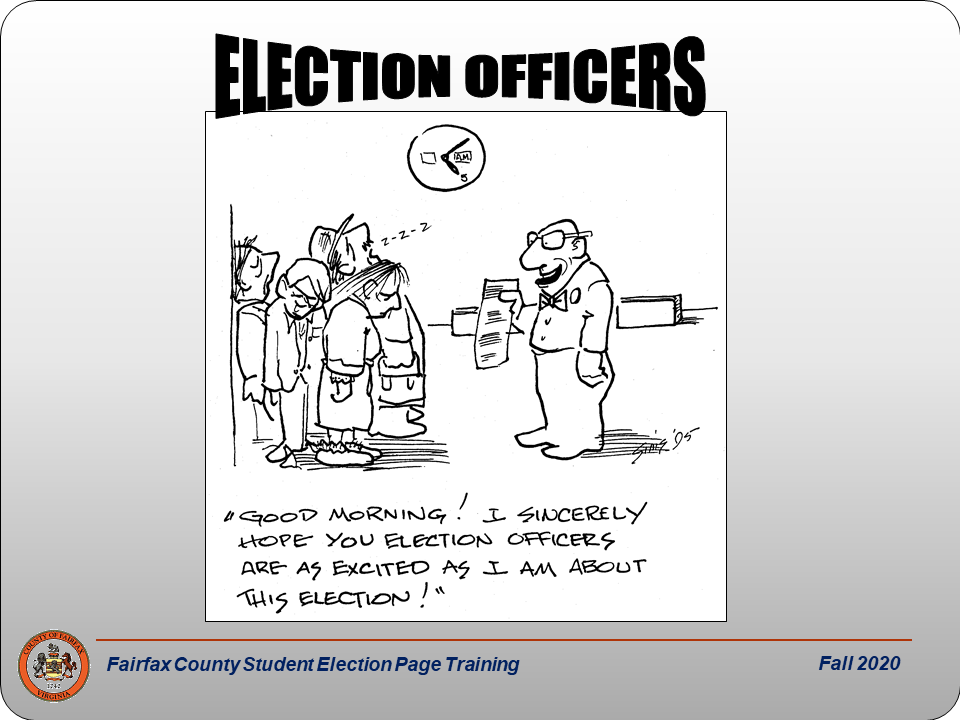 ELECTION OFFICERS
AM
5
z-z-z
SIMS '95
"GOOD MORNING! I SINCERELY
HOPE YOU ELECTION OFFICERS
ARE AS EXCITED AS I AM ABOUT
THIS ELECTION!"
COUNTY OF FAIRFAX
1742
VIRGINIA
Fairfax County Student Election Page Training
Fall 2020